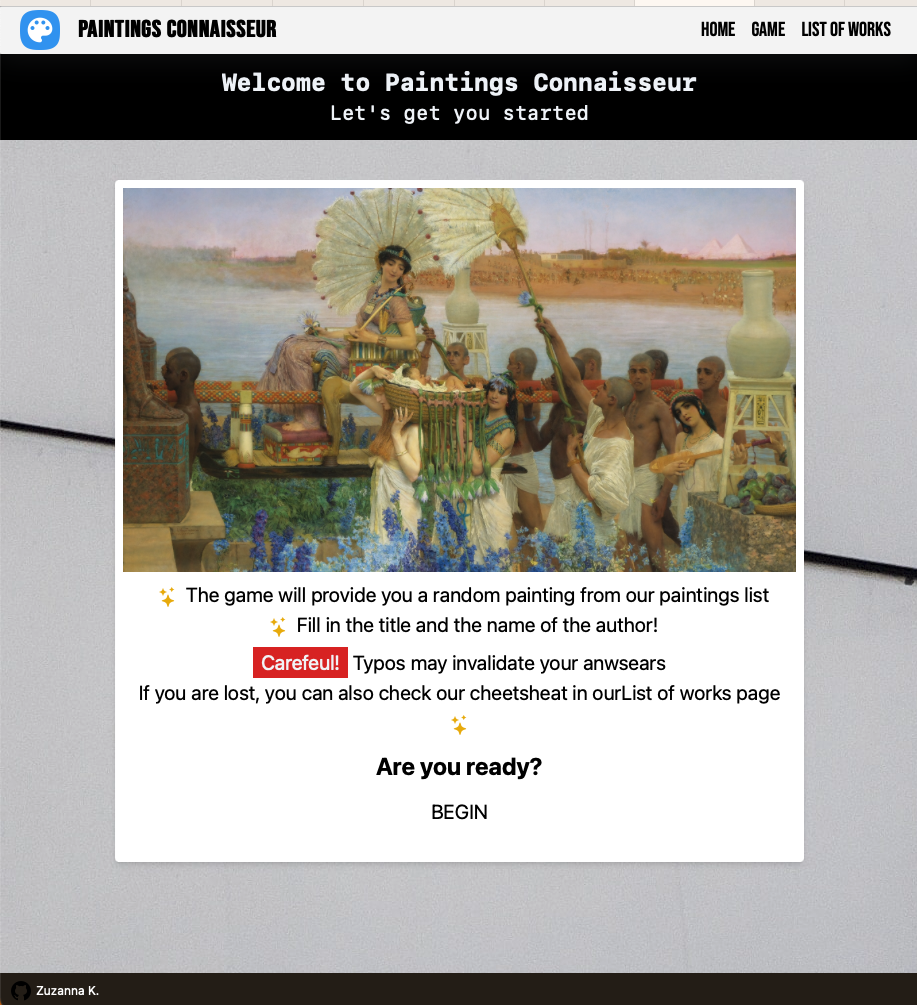 PAINTINGS CONNAISSEUR
HOME GAME LIST OF WORKS
Welcome to Paintings Connaisseur
Let's get you started
The game will provide you a random painting from our paintings list
Fill in the title and the name of the author!
Carefeul! Typos may invalidate your anwsears
If you are lost, you can also check our cheetsheat in ourList of works page
Are you ready?
BEGIN
Zuzanna K.